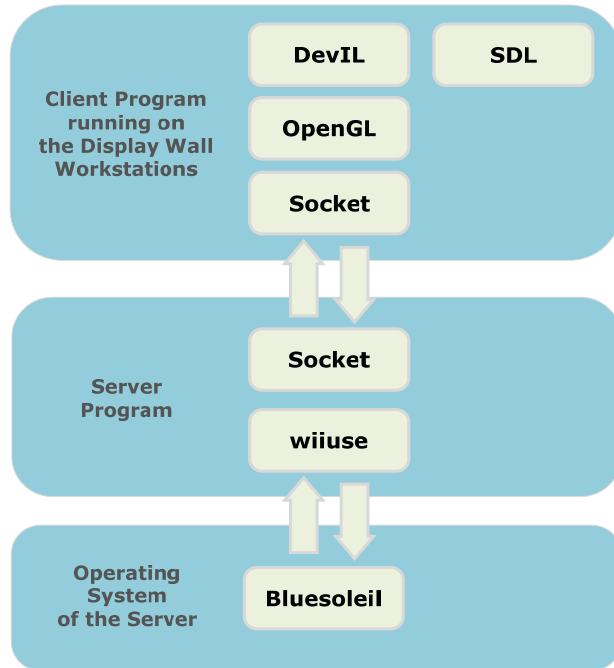 Client Program
running on
the Display Wall
Workstations
DevIL
SDL
OpenGL
Socket
Server
Program
Socket
wiiuse
Operating
System
of the Server
Bluesoleil